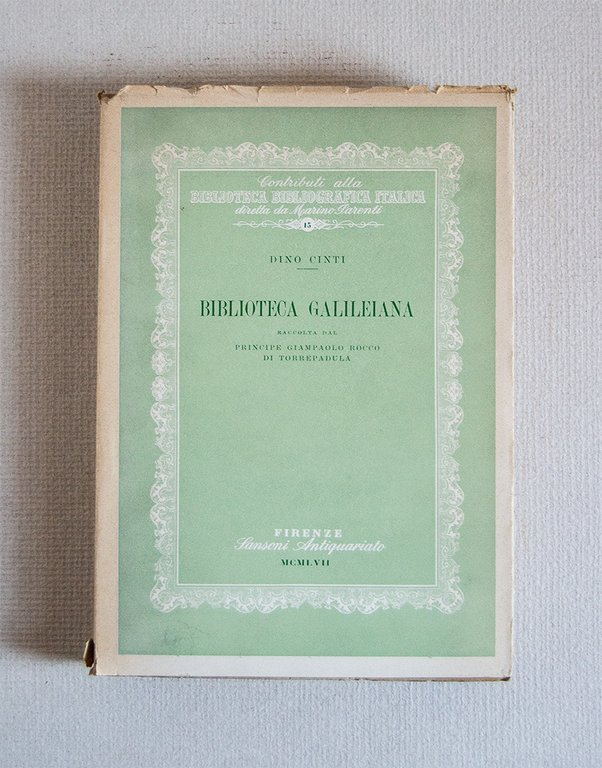 Contributi alla
BIBLIOTECA BIBLIOGRAFICA ITALICA
diretta da Marino Parenti
15
DINO CINTI
BIBLIOTECA GALILEIANA
RACCOLTA DAL
PRINCIPE GIAMPAOLO ROCCO
DI TORREPADULA
FIRENZE
Sansoni Antiquariato
MCMLVII